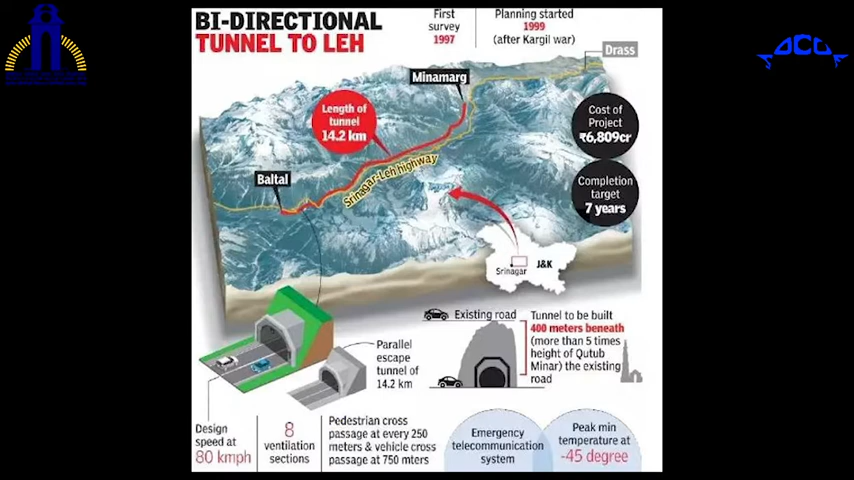 BI-DIRECTIONAL
TUNNEL TO LEH
First
survey
1997
Planning started
1999
(after Kargil war)
Drass
Minamarg
Length of
tunnel
14.2 km
Cost of
Project
₹6,809cr
Baltal
Srinagar-Leh highway
Completion
target
7 years
Srinagar
J&K
Existing road
Tunnel to be built
400 meters beneath
(more than 5 times
height of Qutub
Minar) the existing
road
Parallel
escape
tunnel of
14.2 km
Design
speed at
80 kmph
8
ventilation
sections
Pedestrian cross
passage at every 250
meters & vehicle cross
passage at 750 mters
Emergency
telecommunication
system
Peak min
temperature at
-45 degree